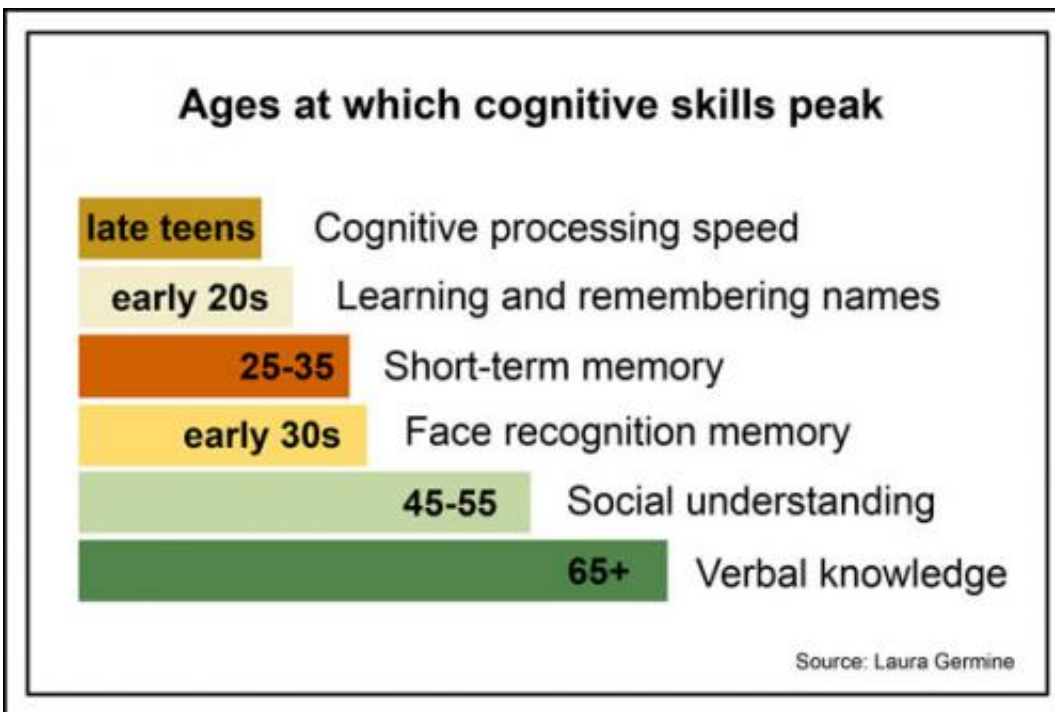 Ages at which cognitive skills peak
late teens Cognitive processing speed
early 20s Learning and remembering names
25-35 Short-term memory
early 30s Face recognition memory
45-55 Social understanding
65+ Verbal knowledge
Source: Laura Germine